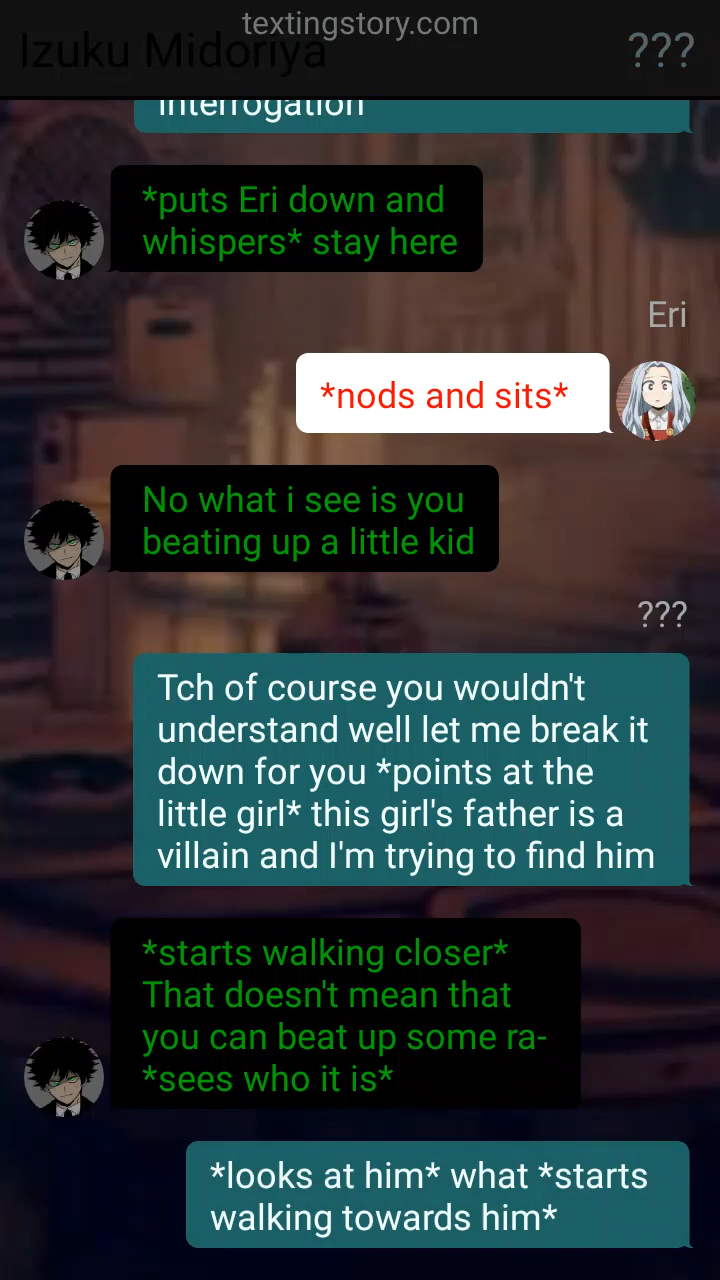 textingstory.com
Izuku Midoriya
???
interrogation
*puts Eri down and
whispers* stay here
Eri
*nods and sits*
No what i see is you
beating up a little kid
???
Tch of course you wouldn't
understand well let me break it
down for you *points at the
little girl* this girl's father is a
villain and I'm trying to find him
*starts walking closer*
That doesn't mean that
you can beat up some ra-
*sees who it is*
*looks at him* what *starts
walking towards him*